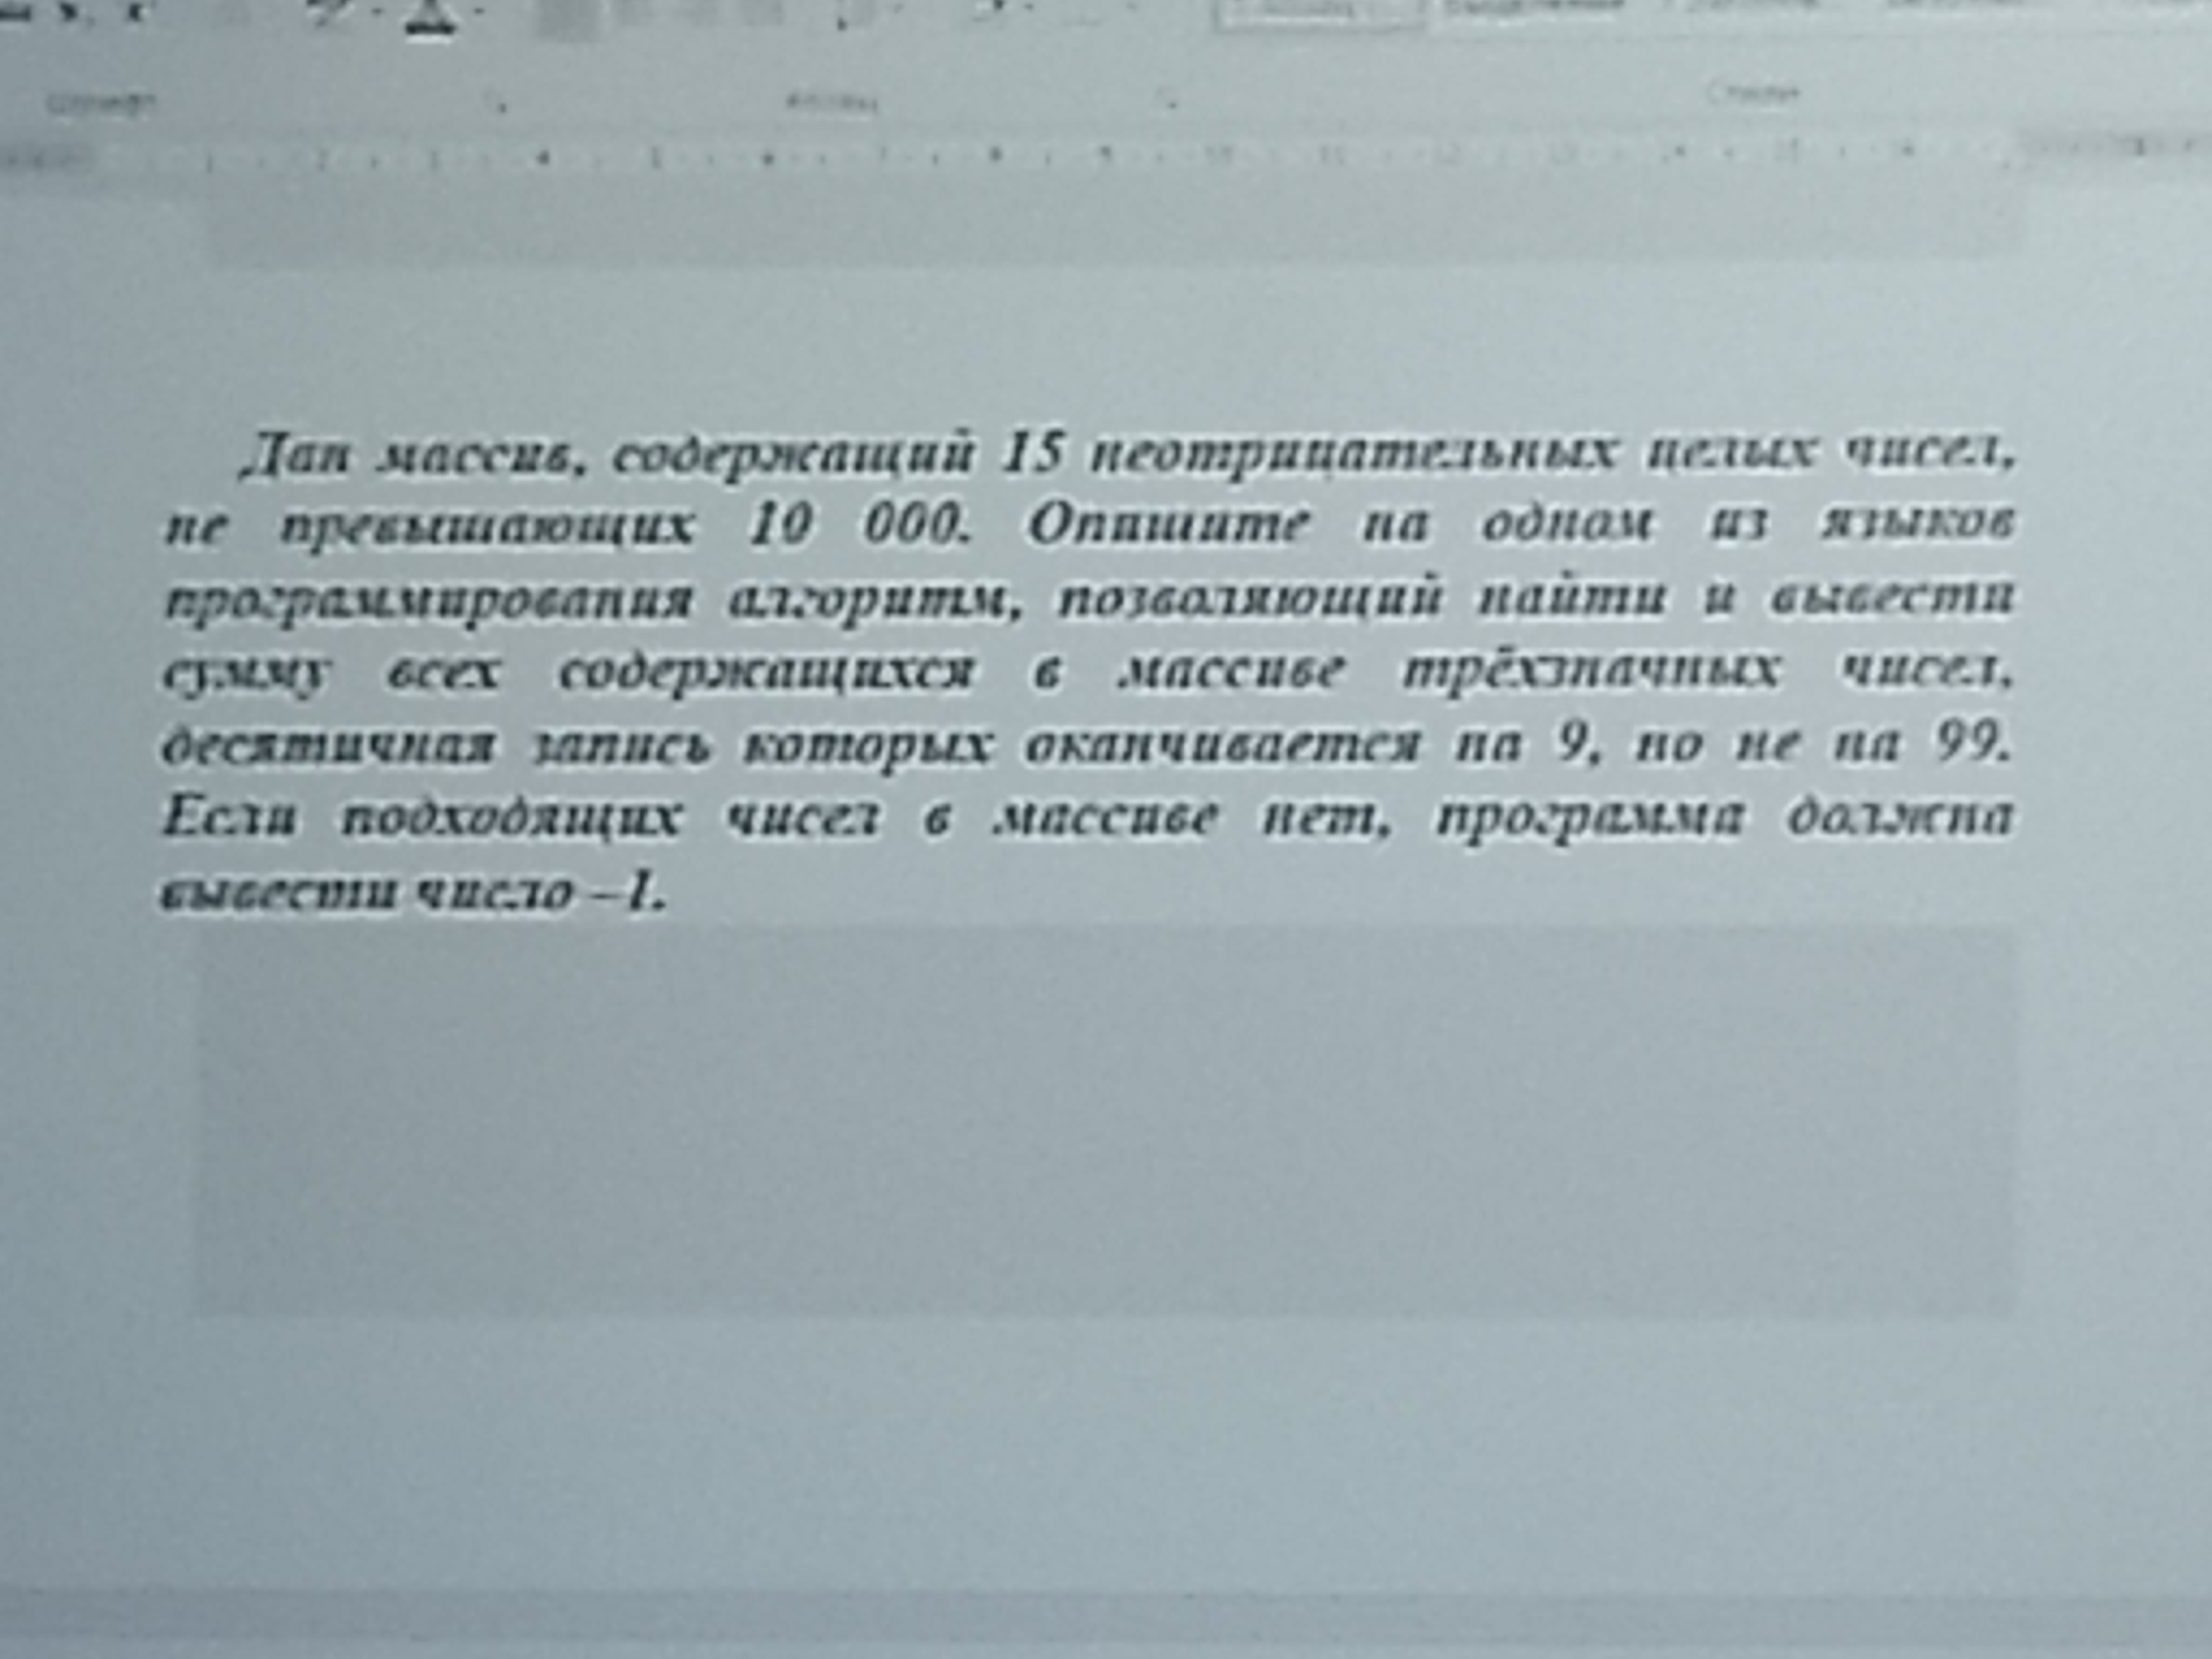 Дан массив, содержащий 15 неотрицательных целых чисел,
не превышающих 10 000. Опишите на одном из языков
программирования алгоритм, позволяющий найти и вывести
сумму всех содержащихся в массиве трёхзначных чисел,
десятичная запись которых оканчивается на 9, но не на 99.
Если подходящих чисел в массиве нет, программа должна
вывести число –1.